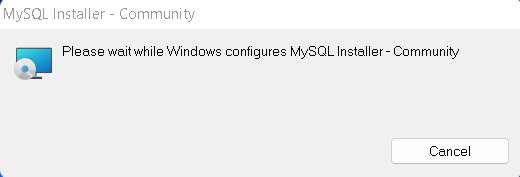 MySQL Installer - Community
Please wait while Windows configures MySQL Installer - Community
Cancel